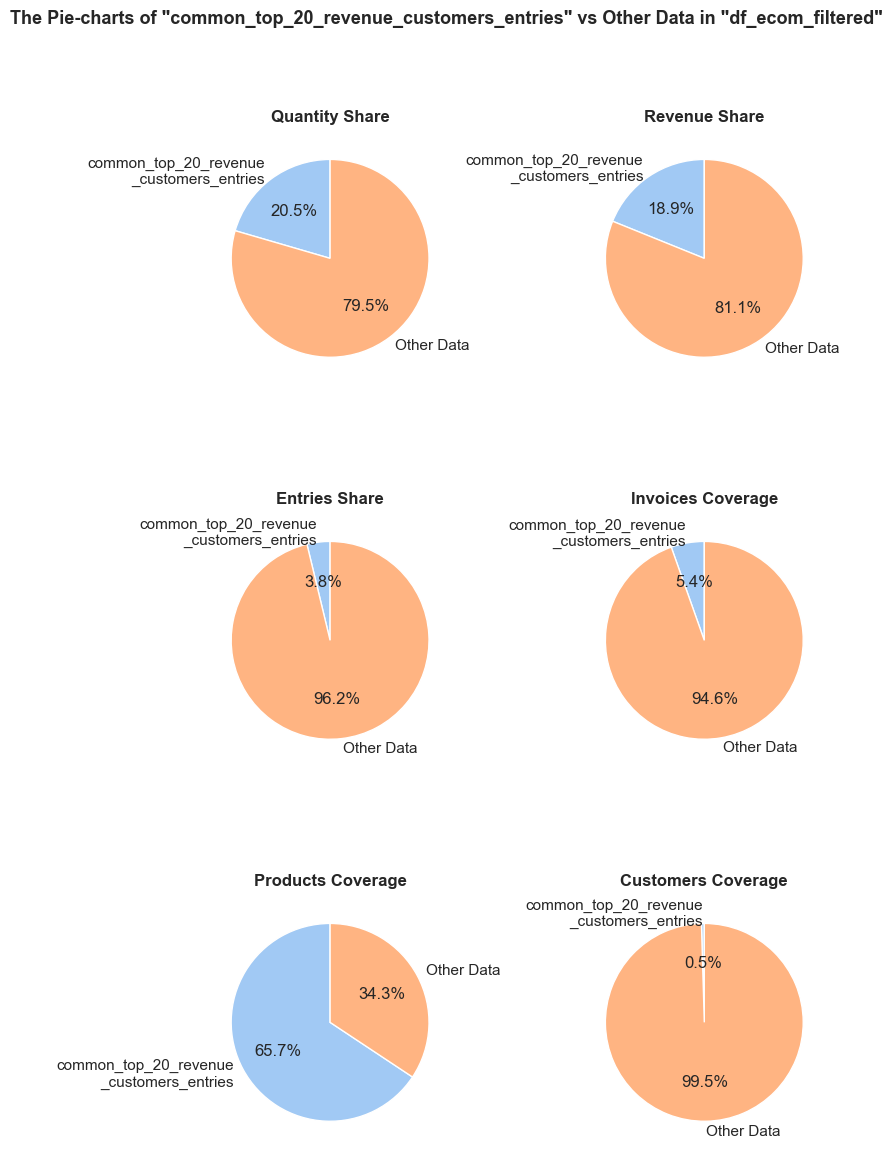 The Pie-charts of "common_top_20_revenue_customers_entries" vs Other Data in "df_ecom_filtered"
Quantity Share
common_top_20_revenue
_customers_entries
20.5%
79.5%
Other Data
Revenue Share
common_top_20_revenue
_customers_entries
18.9%
81.1%
Other Data
Entries Share
common_top_20_revenue
_customers_entries
3.8%
96.2%
Other Data
Invoices Coverage
common_top_20_revenue
_customers_entries
5.4%
94.6%
Other Data
Products Coverage
Other Data
34.3%
65.7%
common_top_20_revenue
_customers_entries
Customers Coverage
common_top_20_revenue
_customers_entries
0.5%
99.5%
Other Data